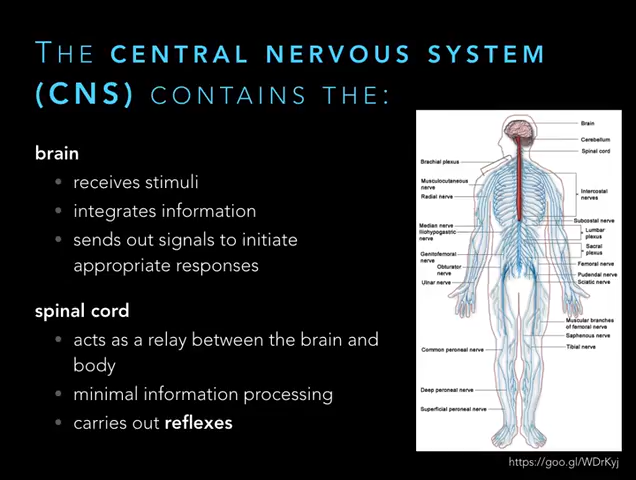 THE CENTRAL NERVOUS SYSTEM
(CNS) CONTAINS THE:
brain
• receives stimuli
• integrates information
• sends out signals to initiate
appropriate responses
spinal cord
• acts as a relay between the brain and
body
• minimal information processing
• carries out reflexes
Brain
Cerebellum
Spinal cord
Brachial plexus
Musculocutaneous
nerve
Radial nerve
Intercostal
nerves
Median nerve
Iliohypogastric
nerve
Subcostal nerve
Lumbar
plexus
Sacral
plexus
Genitofemoral
nerve
Obturator
nerve
Ulnar nerve
Femoral nerve
Pudendal nerve
Sciatic nerve
Muscular branches
of femoral nerve
Saphenous nerve
Tibial nerve
Common peroneal nerve
Deep peroneal nerve
Superficial peroneal nerve
https://goo.gl/WDrKyj